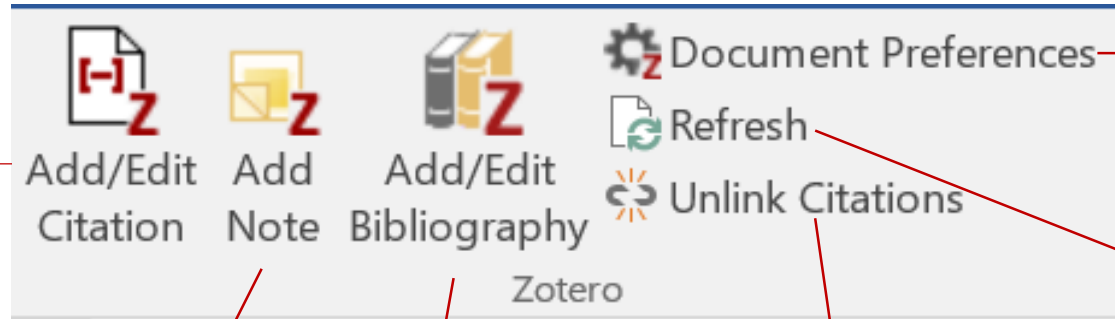 Add/Edit
Citation
Add
Note
Add/Edit
Bibliography
Document Preferences
Refresh
Unlink Citations
Zotero